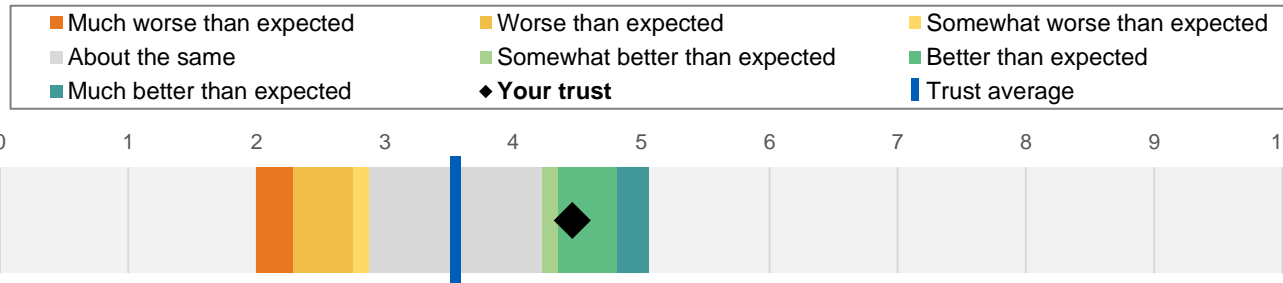 Much worse than expected Worse than expected Somewhat worse than expected
About the same Somewhat better than expected Better than expected
Much better than expected Your trust Trust average
0 1 2 3 4 5 6 7 8 9 10